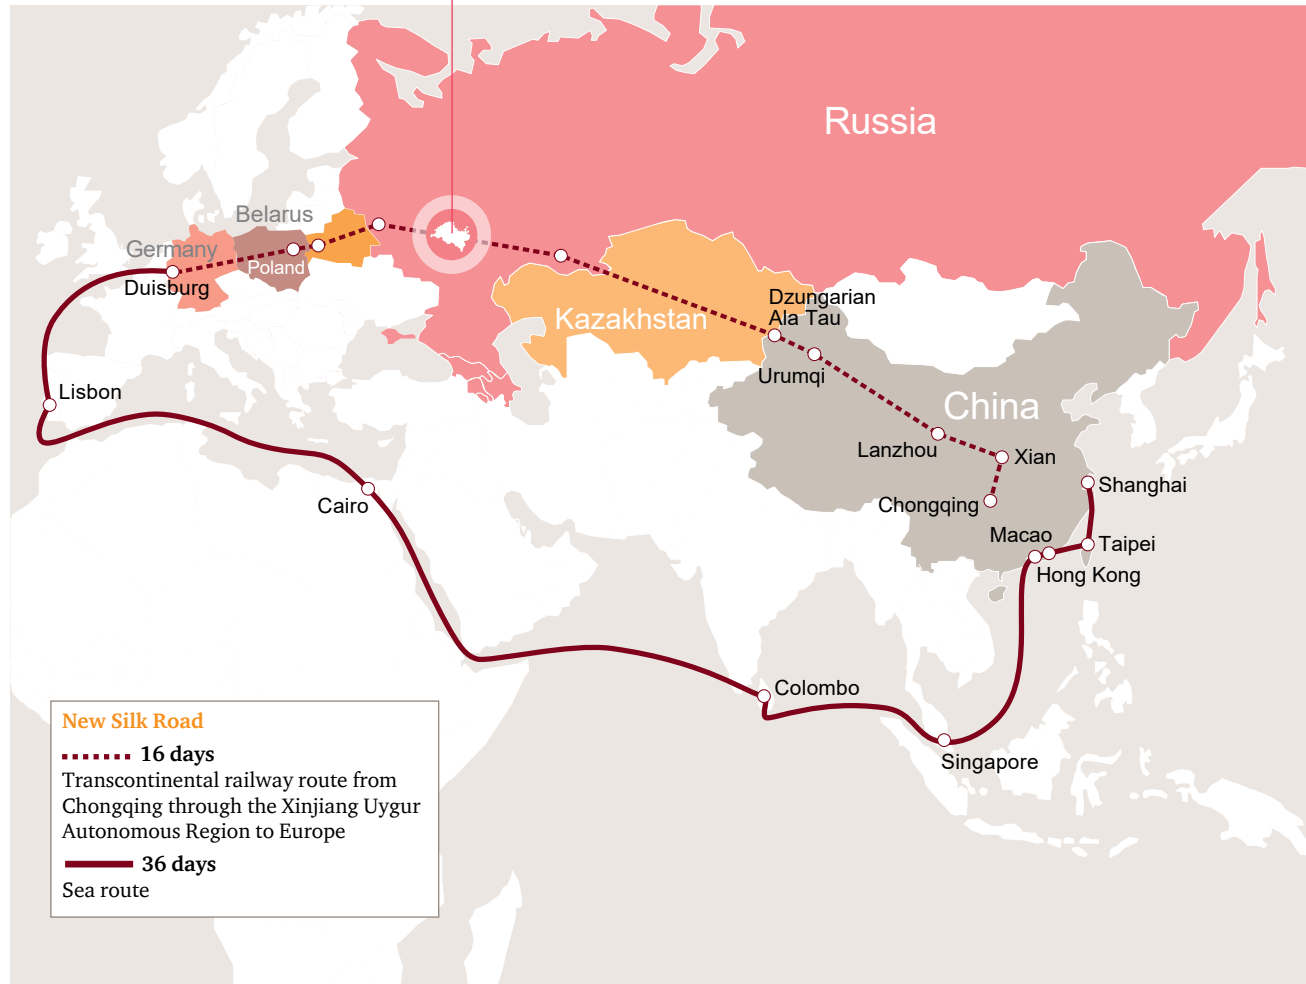 Russia
Belarus
Germany
Poland
Duisburg
Dzungarian
Ala Tau
Kazakhstan
Urumqi
Lisbon
China
Lanzhou
Xian
Shanghai
Cairo
Chongqing
Macao
Taipei
Hong Kong
Colombo
Singapore
New Silk Road
16 days
Transcontinental railway route from
Chongqing through the Xinjiang Uygur
Autonomous Region to Europe
36 days
Sea route